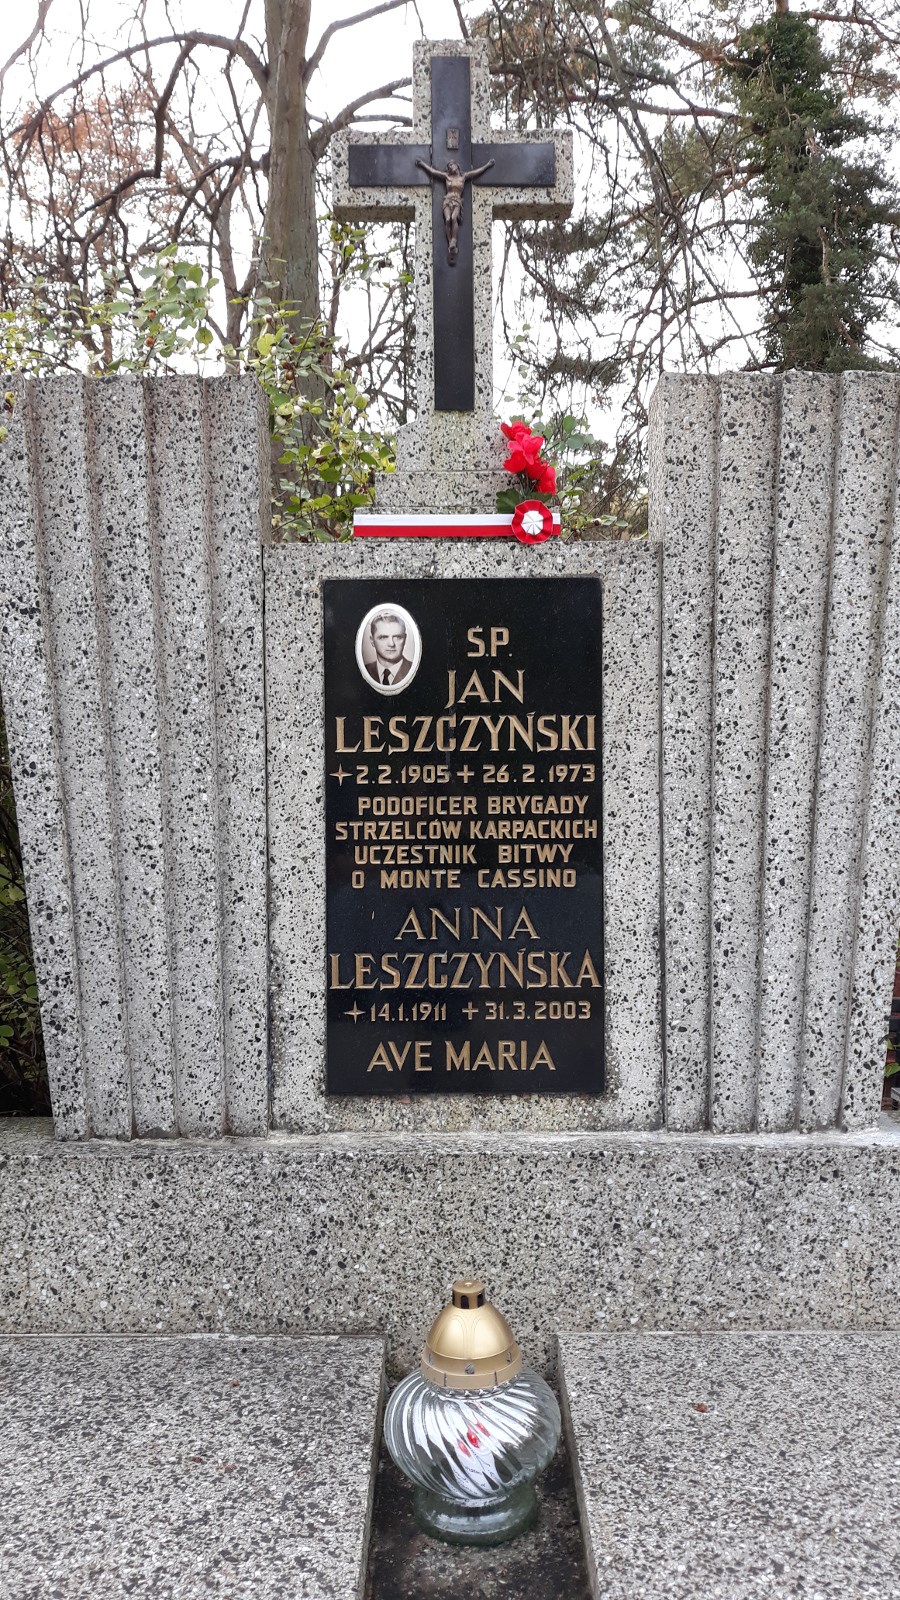 Ś.P.
JAN
LESZCZYŃSKI
2.2.1905 + 26.2.1973
PODOFICER BRYGADY
STRZELCÓW KARPACKICH
UCZESTNIK BITWY
O MONTE CASSINO
ANNA
LESZCZYŃSKA
14.1.1911 +31.3.2003
AVE MARIA